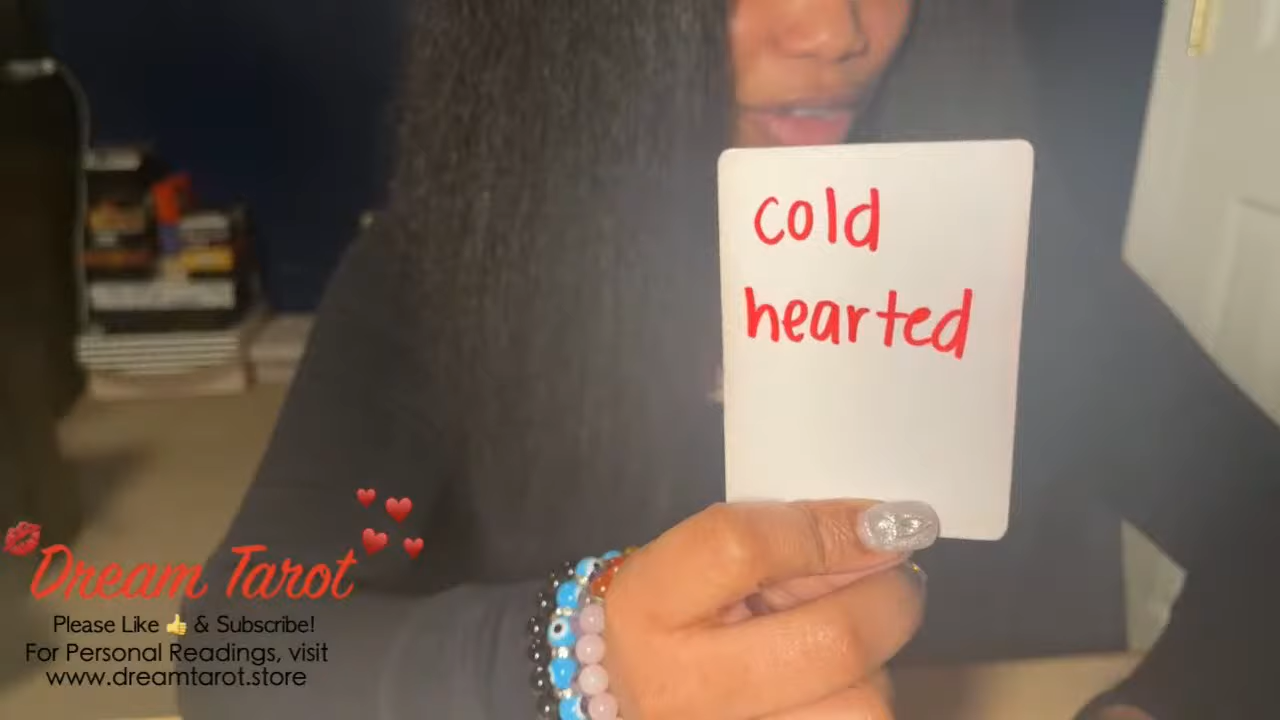 cold
hearted
Dream Tarot
Please Like 👍 & Subscribe!
For Personal Readings, visit
www.dreamtarot.store